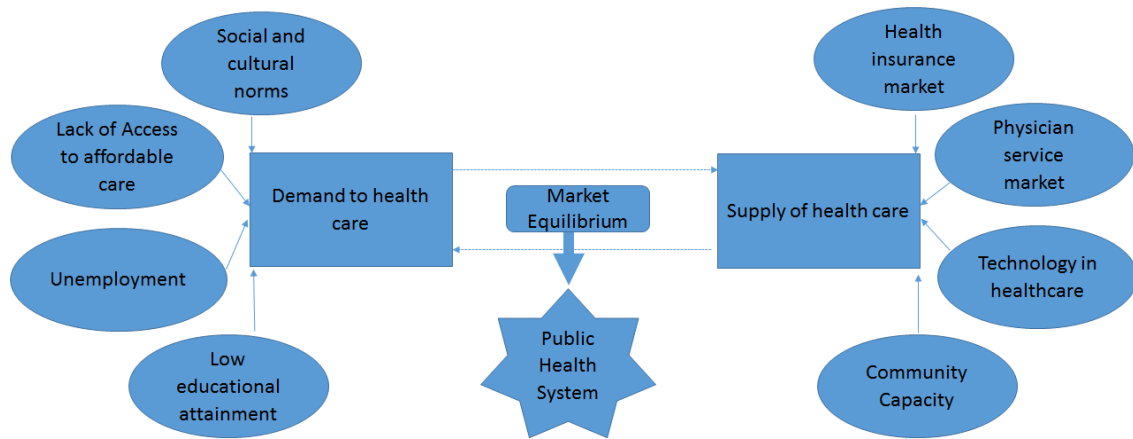 Social and
cultural
norms
Lack of Access
to affordable
care
Unemployment
Low
educational
attainment
Demand to health
care
Market
Equilibrium
Public
Health
System
Supply of health care
Health
insurance
market
Physician
service
market
Technology in
healthcare
Community
Capacity